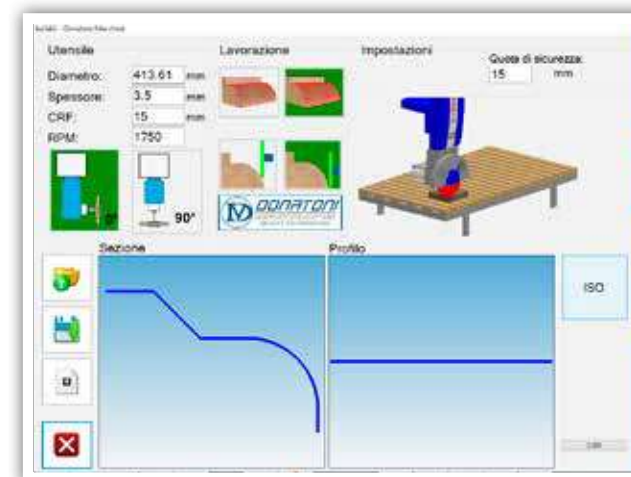 Utensile
Lavorazione
Impostazioni
Diametro: 413.61 mm
Spessore: 3.5 mm
CRF: 15 mm
RPM: 1750
Quota di sicurezza:
15 mm
0°
90°
DONATONI
Sezione
Profilo
ISO